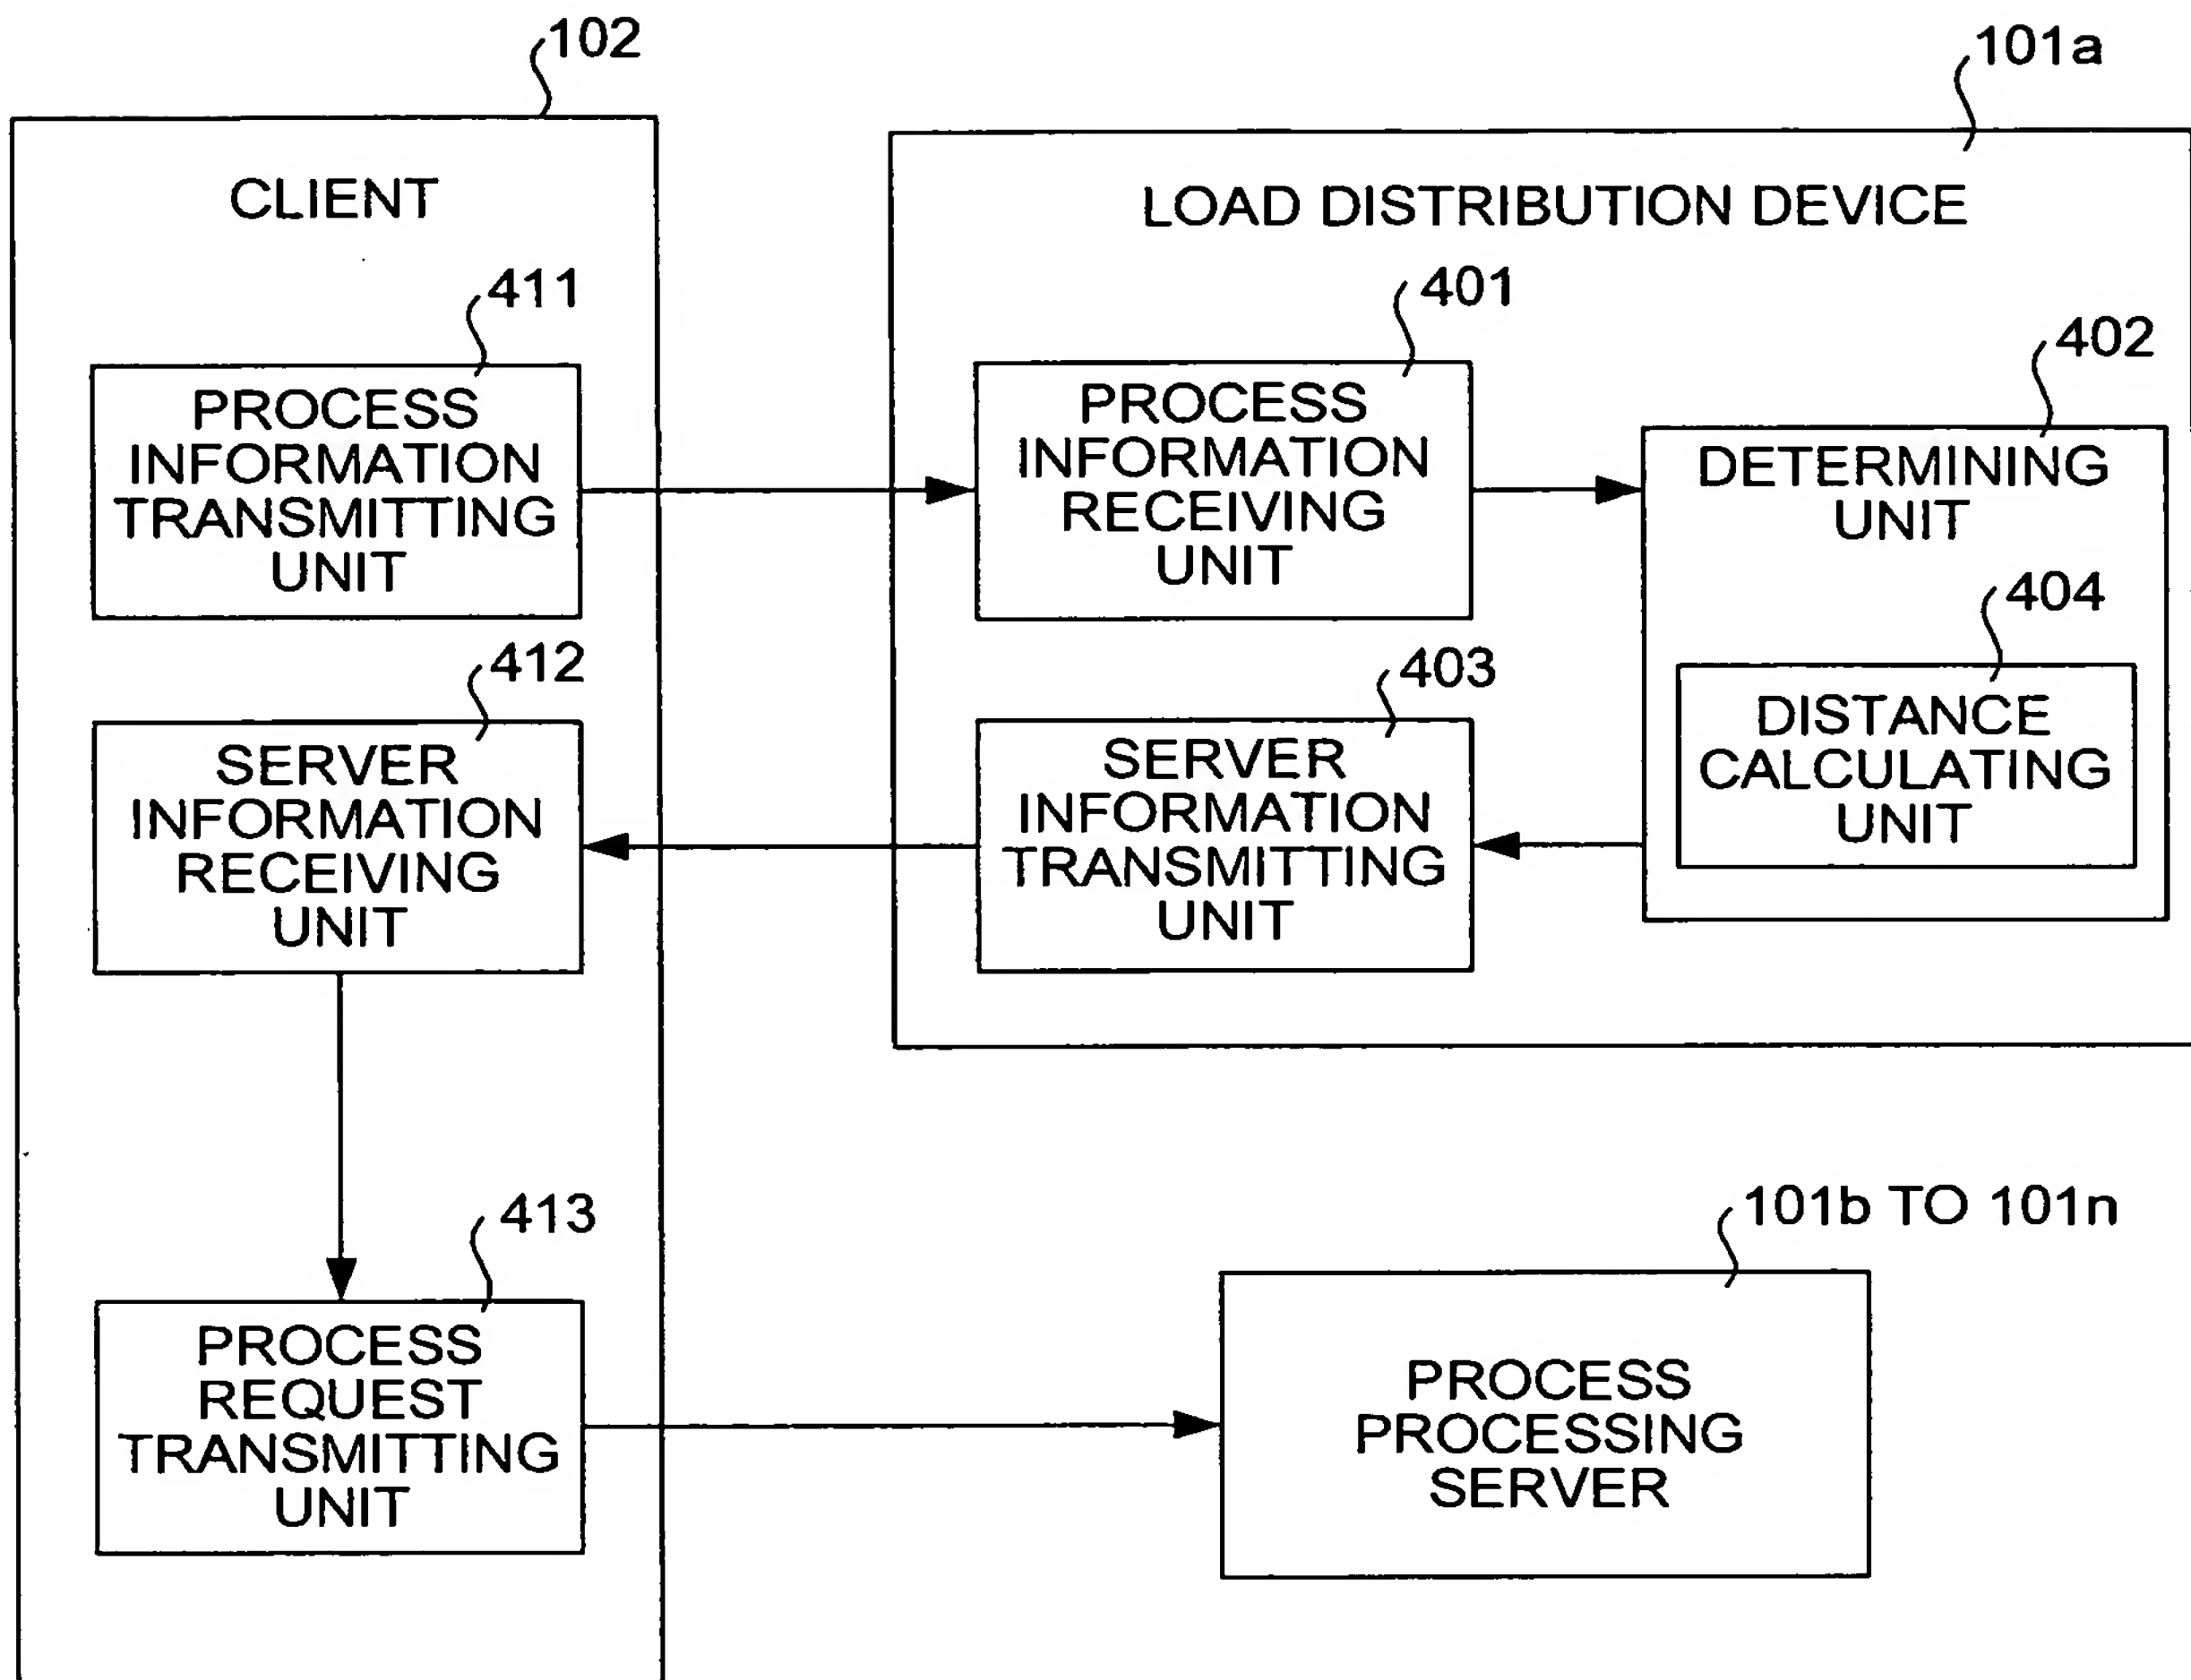 102
CLIENT
411
PROCESS
INFORMATION
TRANSMITTING
UNIT
412
SERVER
INFORMATION
RECEIVING
UNIT
413
PROCESS
REQUEST
TRANSMITTING
UNIT
101a
LOAD DISTRIBUTION DEVICE
401
PROCESS
INFORMATION
RECEIVING
UNIT
402
DETERMINING
UNIT
404
DISTANCE
CALCULATING
UNIT
403
SERVER
INFORMATION
TRANSMITTING
UNIT
101b TO 101n
PROCESS
PROCESSING
SERVER